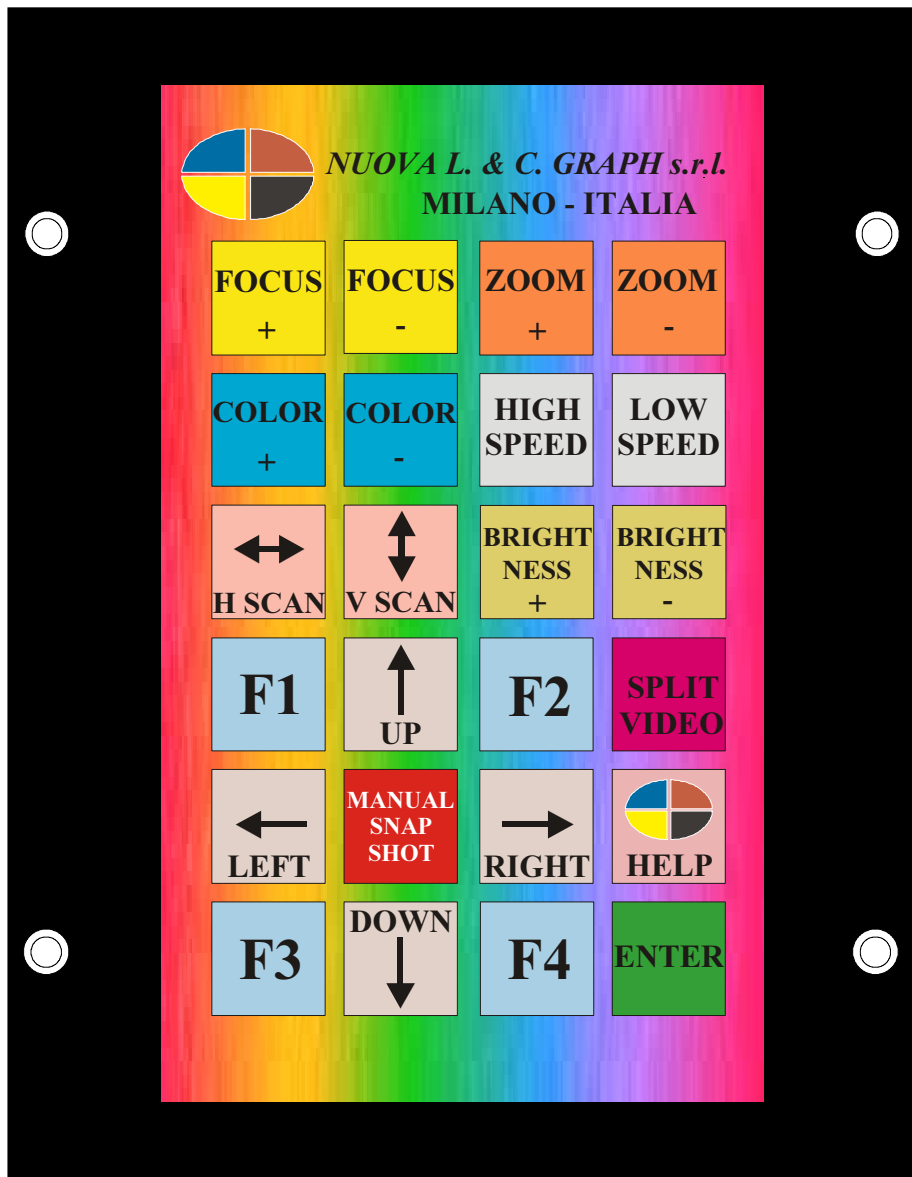 NUOVA L. & C. GRAPH s.r.l.
MILANO - ITALIA
FOCUS
+
FOCUS
-
ZOOM
+
ZOOM
-
COLOR
+
COLOR
-
HIGH
SPEED
LOW
SPEED
H SCAN
V SCAN
BRIGHT
NESS
+
BRIGHT
NESS
-
F1
UP
F2
SPLIT
VIDEO
LEFT
MANUAL
SNAP
SHOT
RIGHT
HELP
F3
DOWN
F4
ENTER